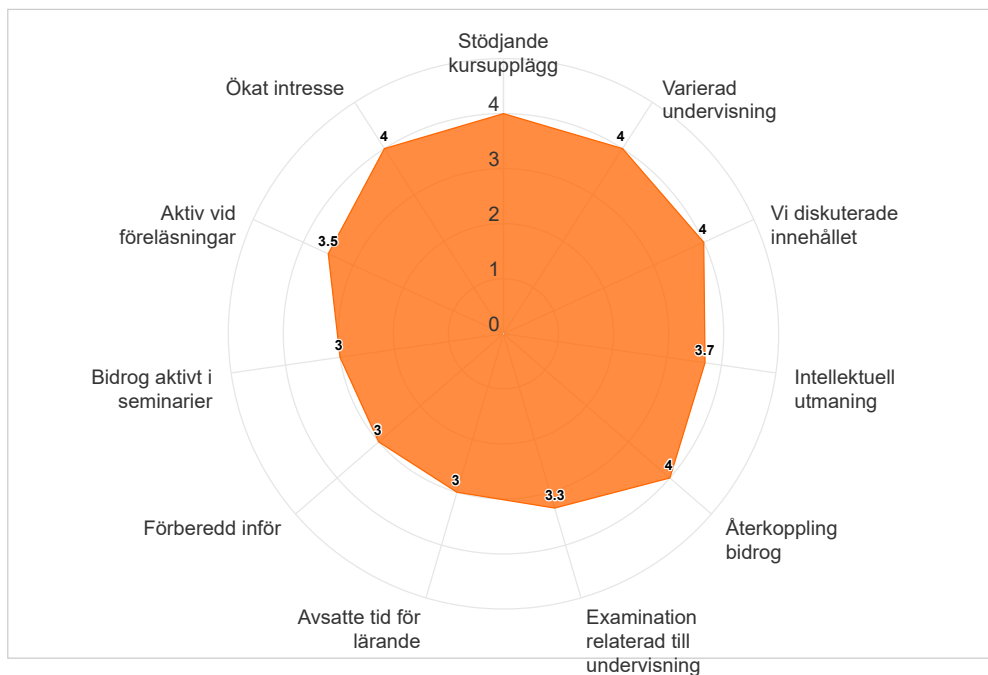 Stödjande
kursupplägg
Ökat intresse
Varierad
undervisning
4
4
4
3
Aktiv vid
föreläsningar
3.5
2
4
Vi diskuterade
innehållet
1
0
3
3.7
Bidrog aktivt i
seminarier
Intellektuell
utmaning
3
4
3
3.3
Förberedd inför
Återkoppling
bidrog
Avsatte tid för
lärande
Examination
relaterad till
undervisning